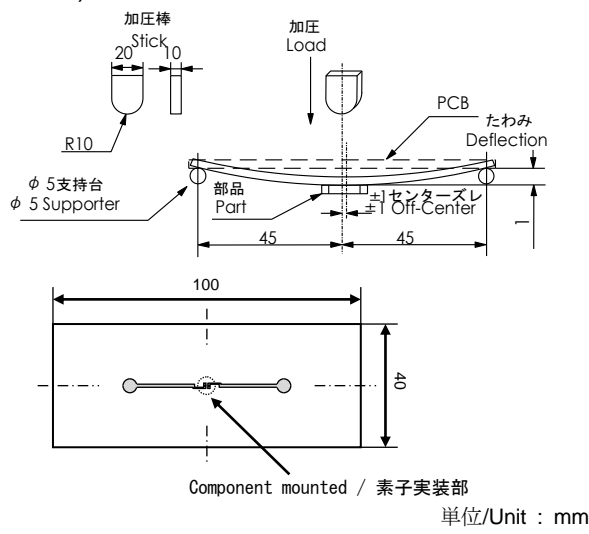 加圧棒
Stick
20
10
R10
加圧
Load
PCB
たわみ
Deflection
φ 5支持台
φ 5 Supporter
部品
Part
±1センターズレ
±1 Off-Center
1
45
45
100
40
Component mounted / 素子実装部
単位/Unit : mm